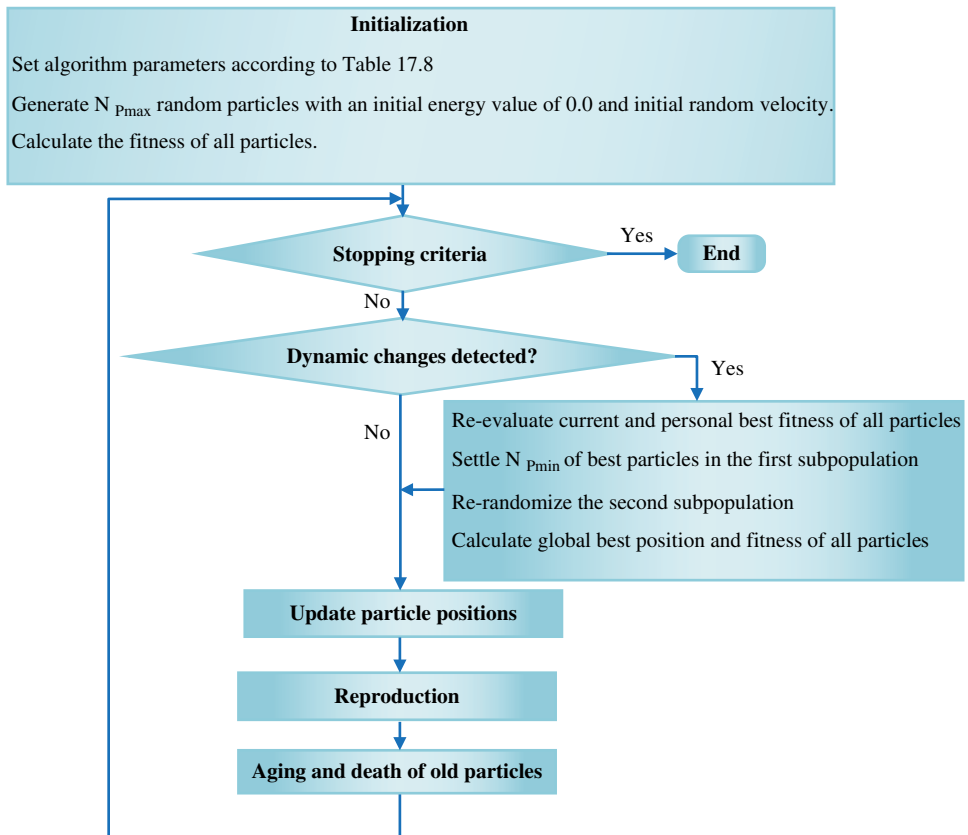 Initialization
Set algorithm parameters according to Table 17.8
Generate N Pmax random particles with an initial energy value of 0.0 and initial random velocity.
Calculate the fitness of all particles.
Stopping criteria
Yes
End
No
Dynamic changes detected?
Yes
No
Re-evaluate current and personal best fitness of all particles
Settle N Pmin of best particles in the first subpopulation
Re-randomize the second subpopulation
Calculate global best position and fitness of all particles
Update particle positions
Reproduction
Aging and death of old particles